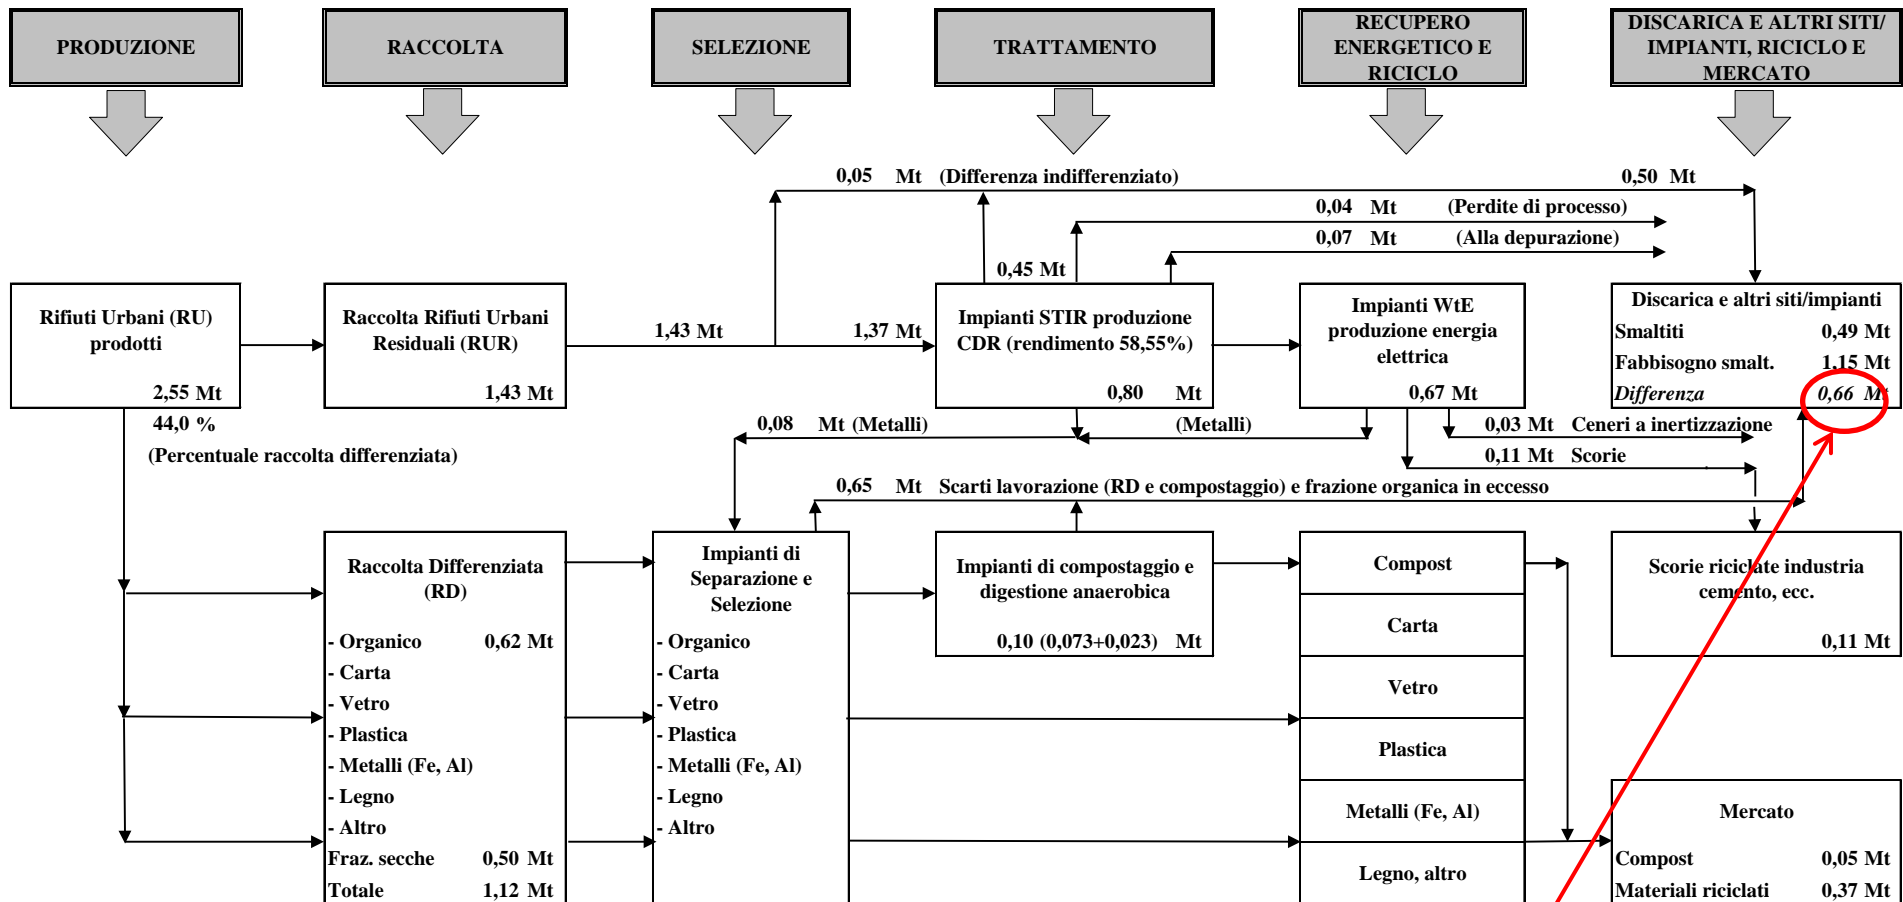 PRODUZIONE
RACCOLTA
SELEZIONE
TRATTAMENTO
RECUPERO
ENERGETICO E
RICICLO
DISCARICA E ALTRI SITI/
IMPIANTI, RICICLO E
MERCATO
0,05 Mt (Differenza indifferenziato)
0,50 Mt
0,04 Mt (Perdite di processo)
0,07 Mt (Alla depurazione)
0,45 Mt
Rifiuti Urbani (RU)
prodotti
2,55 Mt
44,0 %
(Percentuale raccolta differenziata)
Raccolta Rifiuti Urbani
Residuali (RUR)
1,43 Mt
1,43 Mt
1,37 Mt
Impianti STIR produzione
CDR (rendimento 58,55%)
0,80 Mt
Impianti WtE
produzione energia
elettrica
0,67 Mt
Discarica e altri siti/impianti
Smaltiti 0,49 Mt
Fabbisogno smalt. 1,15 Mt
Differenza 0,66 Mt
0,08 Mt (Metalli)
(Metalli)
0,03 Mt Ceneri a inertizzazione
0,11 Mt Scorie
0,65 Mt Scarti lavorazione (RD e compostaggio) e frazione organica in eccesso
Raccolta Differenziata
(RD)
- Organico 0,62 Mt
- Carta
- Vetro
- Plastica
- Metalli (Fe, Al)
- Legno
- Altro
Fraz. secche 0,50 Mt
Totale 1,12 Mt
Impianti di
Separazione e
Selezione
- Organico
- Carta
- Vetro
- Plastica
- Metalli (Fe, Al)
- Legno
- Altro
Impianti di compostaggio e
digestione anaerobica
0,10 (0,073+0,023) Mt
Compost
Carta
Vetro
Plastica
Metalli (Fe, Al)
Legno, altro
Scorie riciclate industria
cemento, ecc.
0,11 Mt
Mercato
Compost 0,05 Mt
Materiali riciclati 0,37 Mt